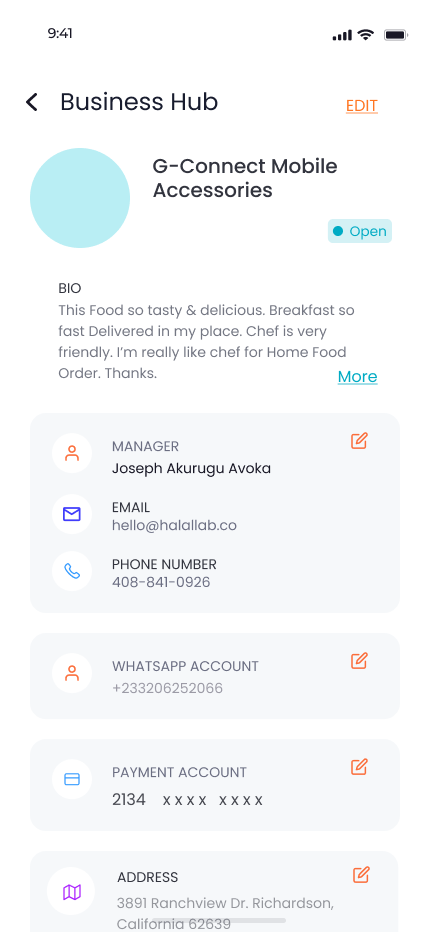 9:41
Business Hub
EDIT
G-Connect Mobile
Accessories
Open
BIO
This Food so tasty & delicious. Breakfast so
fast Delivered in my place. Chef is very
friendly. I'm really like chef for Home Food
Order. Thanks.
More
MANAGER
Joseph Akurugu Avoka
EMAIL
hello@halallab.co
PHONE NUMBER
408-841-0926
WHATSAPP ACCOUNT
+233206252066
PAYMENT ACCOUNT
2134 x x x x x x x x
ADDRESS
3891 Ranchview Dr. Richardson,
California 62639